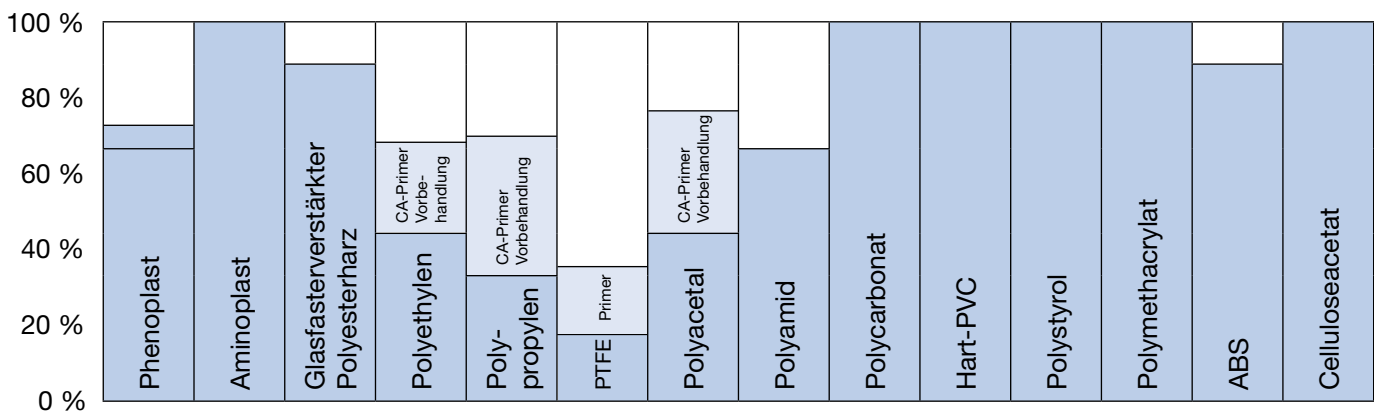 100 %
80 %
60 %
40 %
20 %
0 %
Phenoplast
Aminoplast
Glasfasterverstärkter
Polyesterharz
CA-Primer
Vorbe-
handlung
Polyethylen
CA-Primer
Vorbehandlung
Poly-
propylen
Primer
PTFE
CA-Primer
Vorbehandlung
Polyacetal
Polyamid
Polycarbonat
Hart-PVC
Polystyrol
Polymethacrylat
ABS
Celluloseacetat